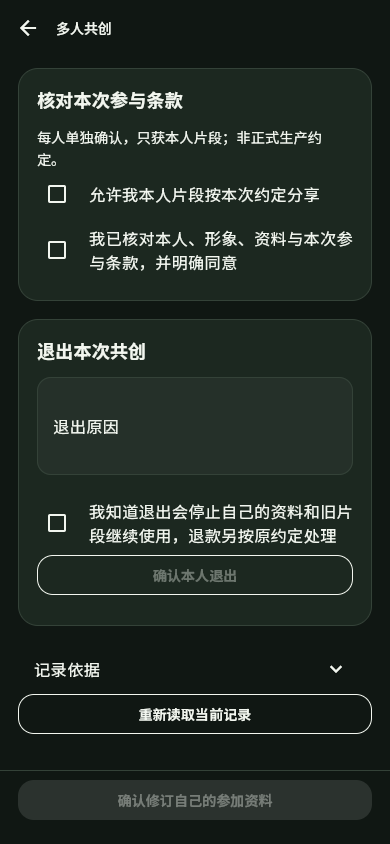 多人共创
核对本次参与条款
每人单独确认，只获本人片段；非正式生产约
定。
允许我本人片段按本次约定分享
我已核对本人、形象、资料与本次参
与条款，并明确同意
退出本次共创
退出原因
我知道退出会停止自己的资料和旧片
段继续使用，退款另按原约定处理
确认本人退出
记录依据
重新读取当前记录
确认修订自己的参加资料